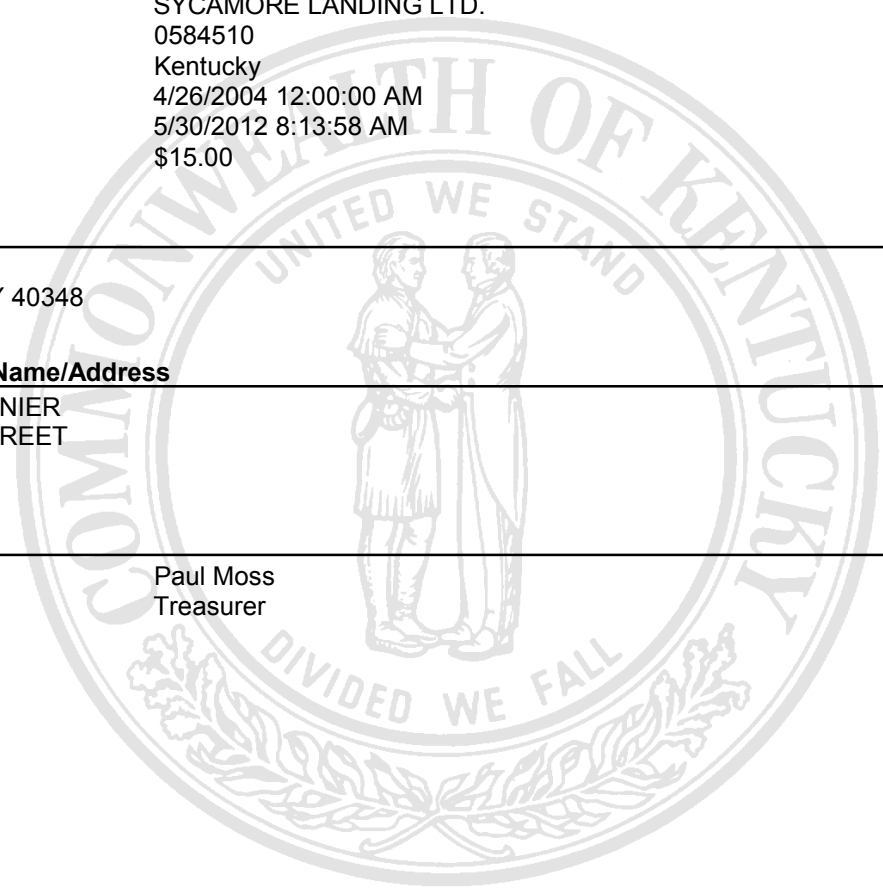 SYCAMORE LANDING LTD.
0584510
Kentucky
4/26/2004 12:00:00 AM
5/30/2012 8:13:58 AM
$15.00
40348
Name/Address
NIER
REET
Paul Moss
Treasurer
COMMONWEALTH OF KENTUCKY
UNITED WE STAND
DIVIDED WE FALL